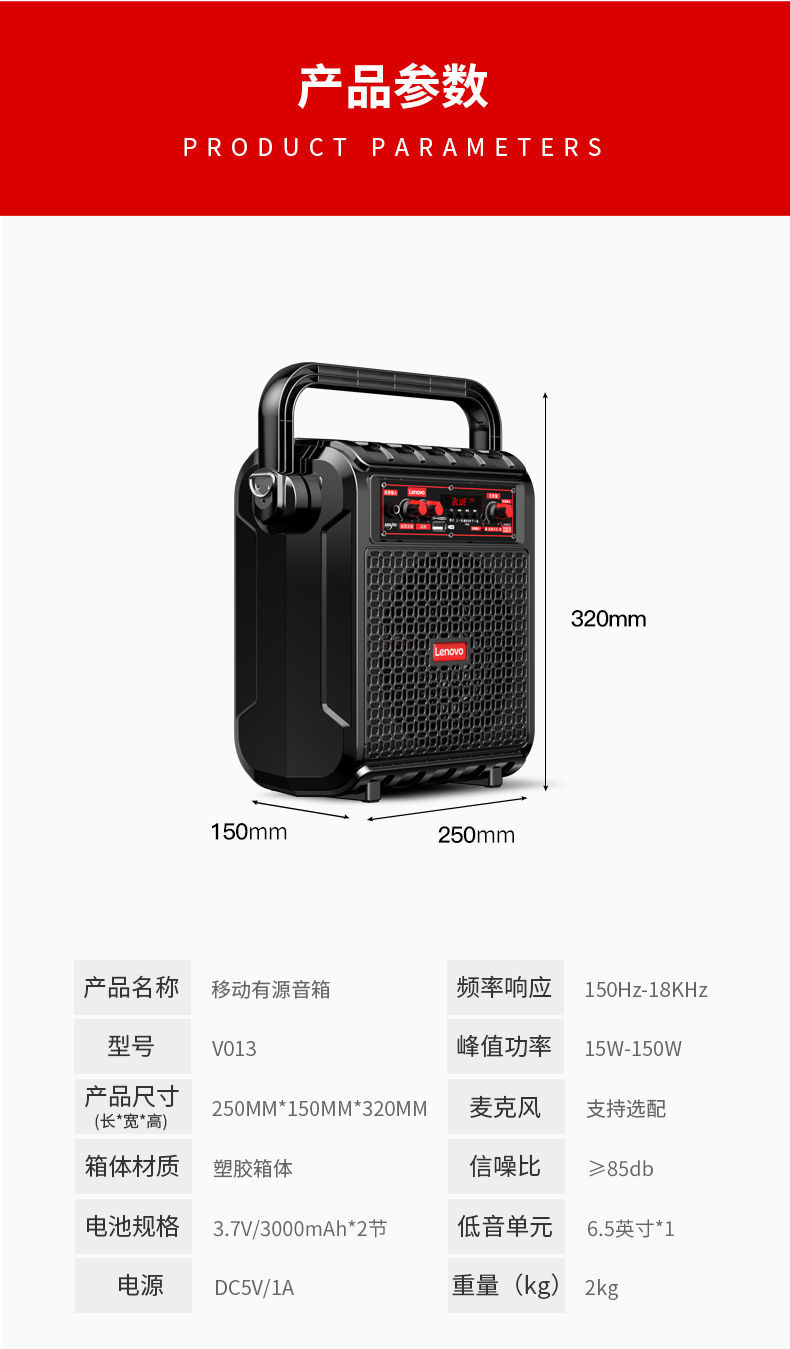 产品参数
PRODUCT PARAMETERS
Lenovo
BLUE
Lenovo
320mm
150mm
250mm
产品名称 移动有源音箱
频率响应 150Hz-18KHz
型号 V013
峰值功率 15W-150W
产品尺寸
(长*宽*高)
250MM*150MM*320MM
麦克风 支持选配
箱体材质 塑胶箱体
信噪比 ≥85db
电池规格 3.7V/3000mAh*2节
低音单元 6.5英寸*1
电源 DC5V/1A
重量（kg） 2kg